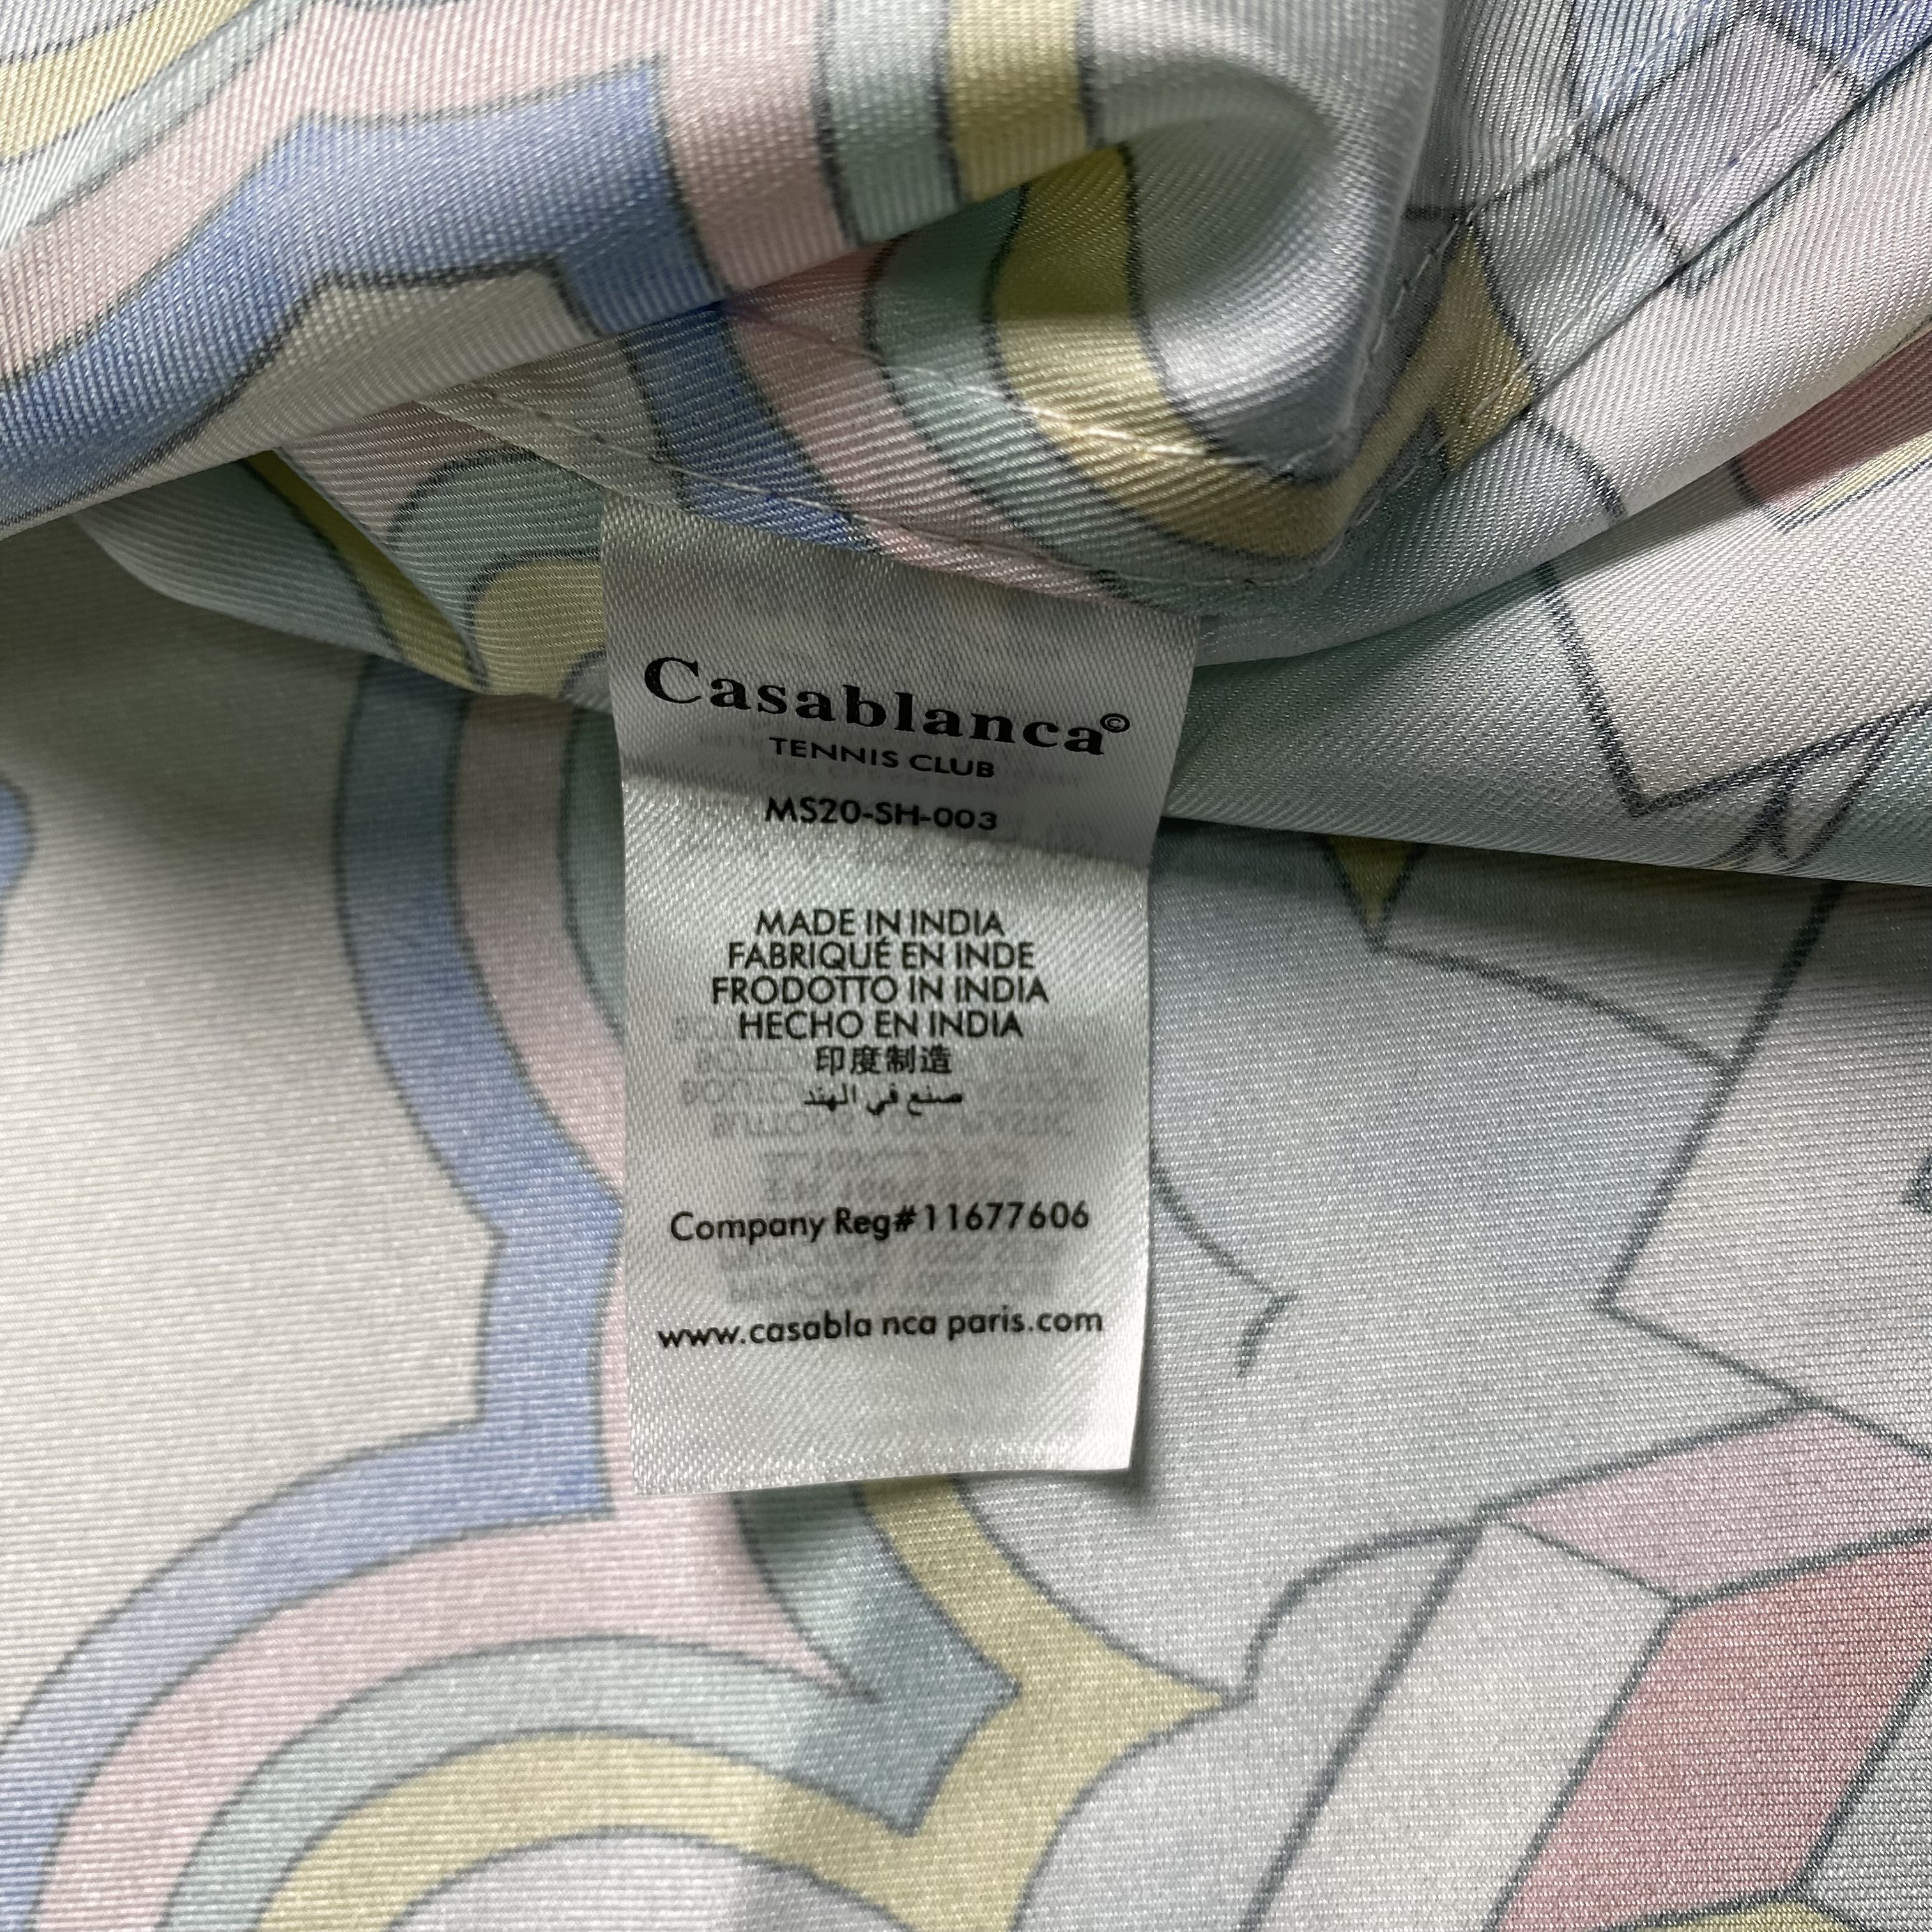 Casablanca©
TENNIS CLUB
MS20-SH-003
MADE IN INDIA
FABRIQUÉ EN INDE
FRODOTTO IN INDIA
HECHO EN INDIA
印度制造
صنع في الهند
Company Reg#11677606
www.casabla nca paris.com